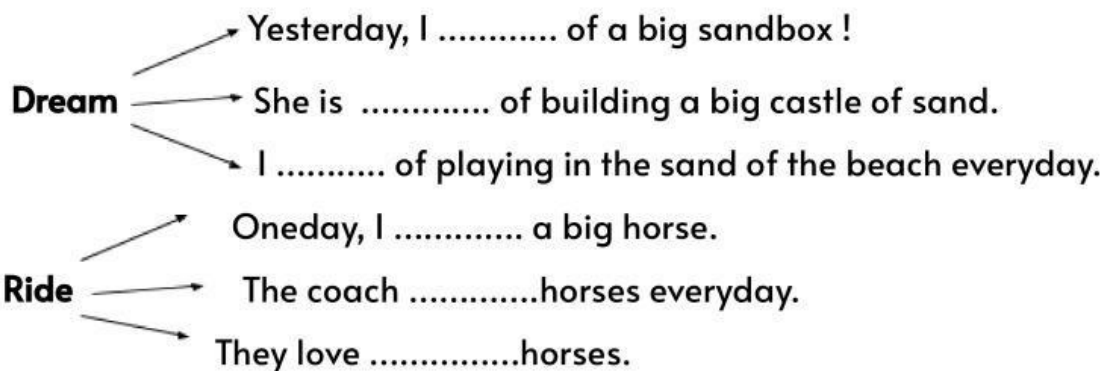 Yesterday, I ............ of a big sandbox !
Dream
She is ............. of building a big castle of sand.
I ........... of playing in the sand of the beach everyday.
Oneday, I ............. a big horse.
Ride
The coach .............horses everyday.
They love ...............horses.